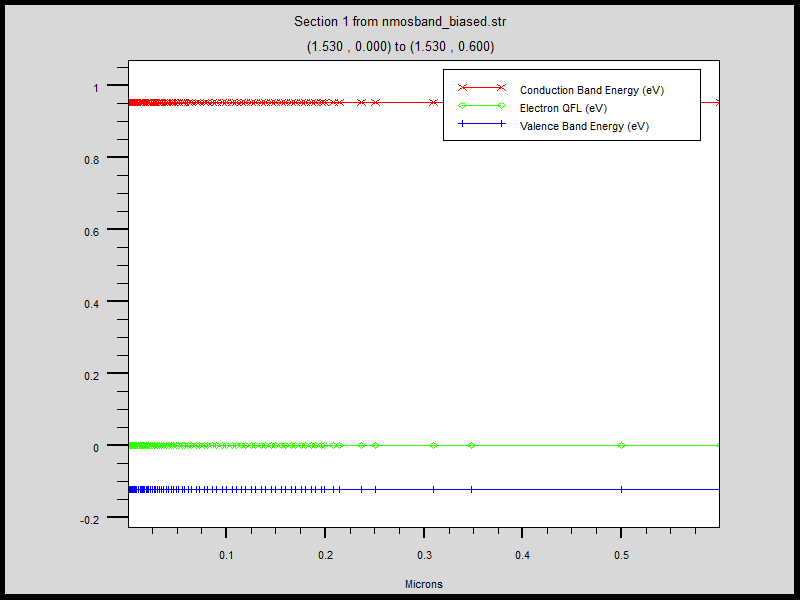 Section 1 from nmosband_biased.str
(1.530 , 0.000) to (1.530 , 0.600)
Conduction Band Energy (eV)
Electron QFL (eV)
Valence Band Energy (eV)
1
0.8
0.6
0.4
0.2
0
-0.2
0.1 0.2 0.3 0.4 0.5
Microns